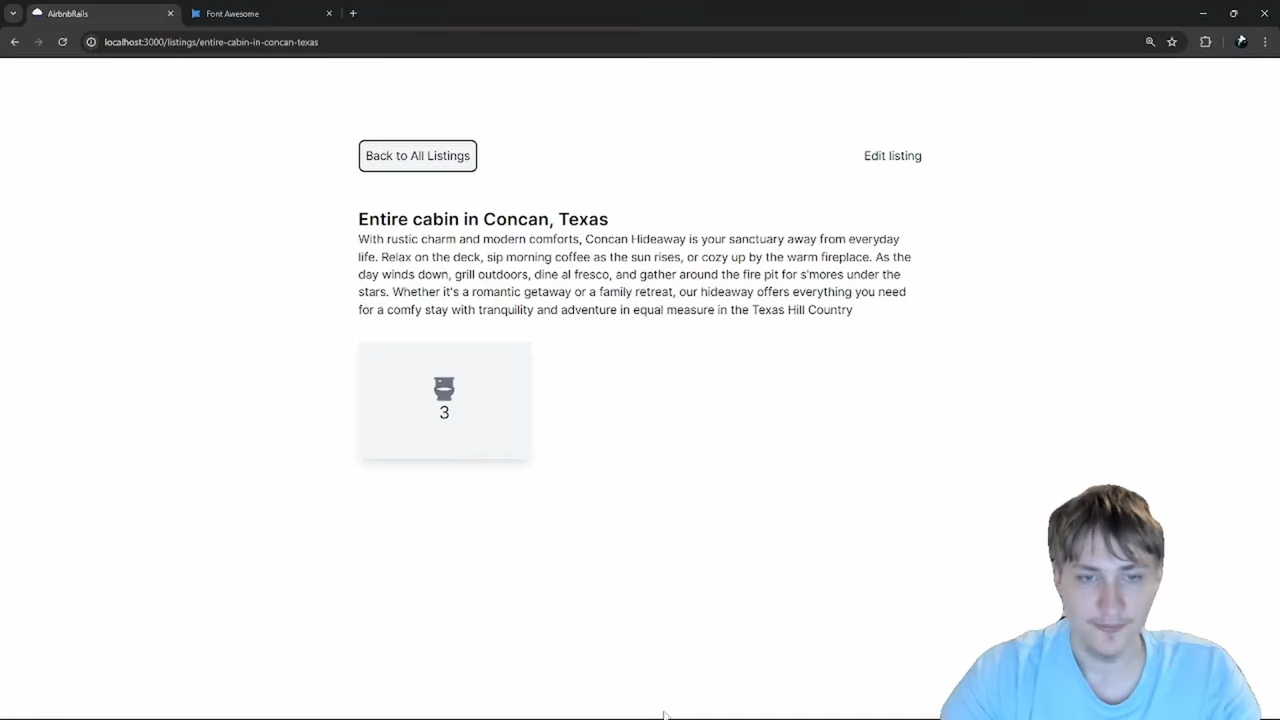 AirbnbRails
Font Awesome
localhost:3000/listings/entire-cabin-in-concan-texas
Back to All Listings
Edit listing
Entire cabin in Concan, Texas
With rustic charm and modern comforts, Concan Hideaway is your sanctuary away from everyday
life. Relax on the deck, sip morning coffee as the sun rises, or cozy up by the warm fireplace. As the
day winds down, grill outdoors, dine al fresco, and gather around the fire pit for s'mores under the
stars. Whether it's a romantic getaway or a family retreat, our hideaway offers everything you need
for a comfy stay with tranquility and adventure in equal measure in the Texas Hill Country
3